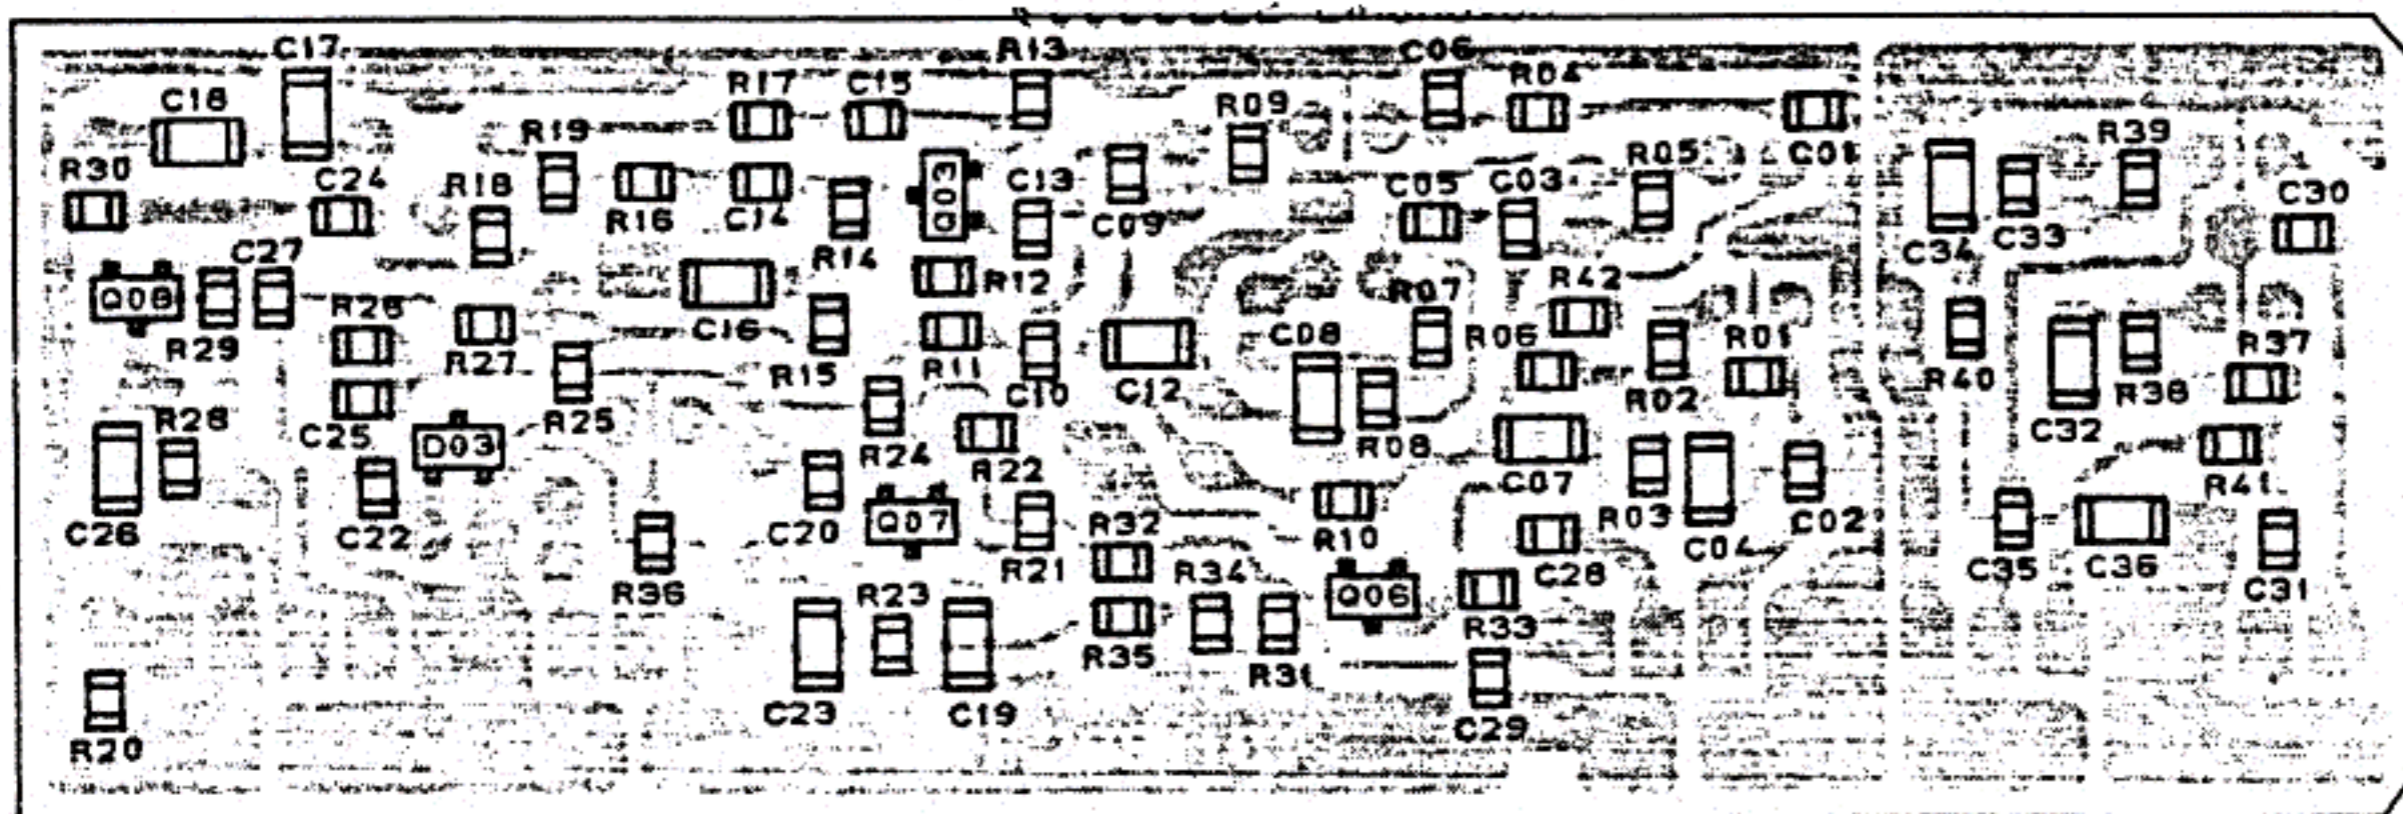 C17 R13 C06
R17 C15 R04
C18 R09
R19 R39
R30 C24 R18 C13 R05 C01
Q03 C05 C03 C30
R16 C14 C09
C27 R14 C34 C33
Q08 R12 R07 R42
R26 C16 R06 R01
R29 R27 R15 R11 C08 R37
C10 C12 R02 R40 R38
R28 C25 R25 C32
D03 R24 R08
R22 C07 R41
C26 C22 C20 Q07 R32 R10 R03 C02
R21 R34 C04 C35 C36
R36 R23 Q06 C28 C31
R35 R31 R33
C23 C19 C29
R20